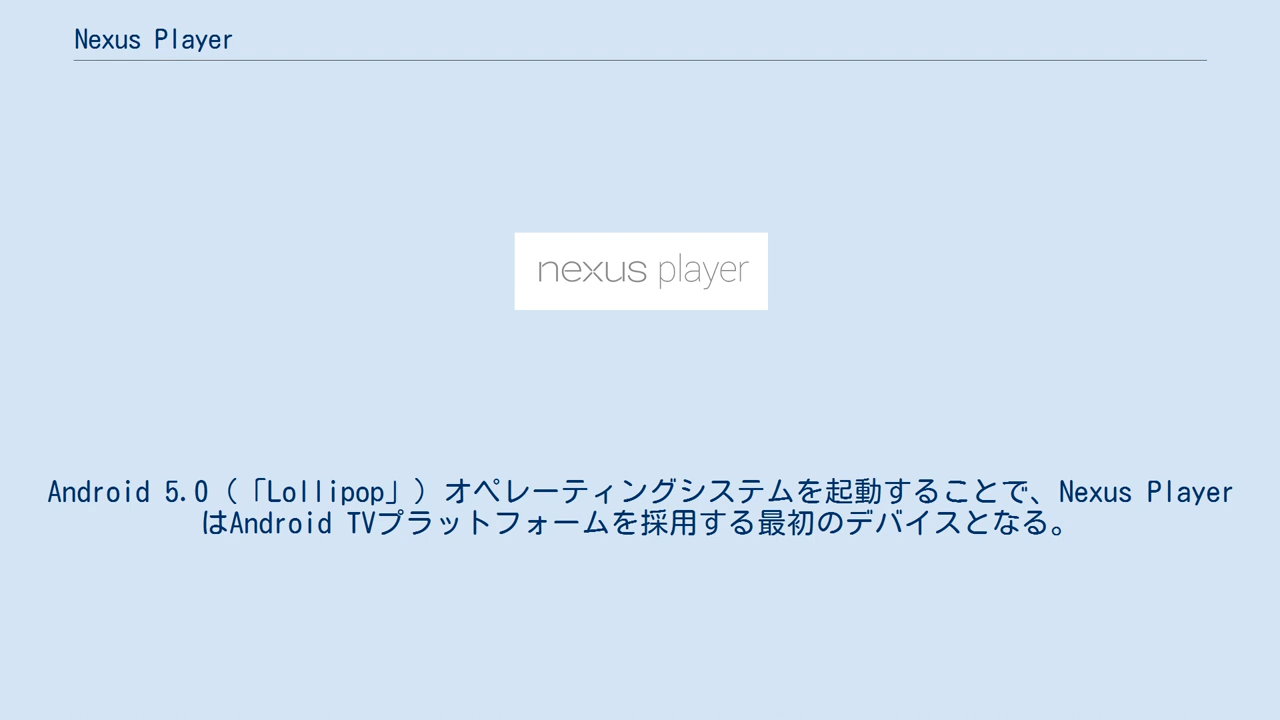 Nexus Player
nexus player
Android 5.0（「Lollipop」）オペレーティングシステムを起動することで、Nexus Player
はAndroid TVプラットフォームを採用する最初のデバイスとなる。